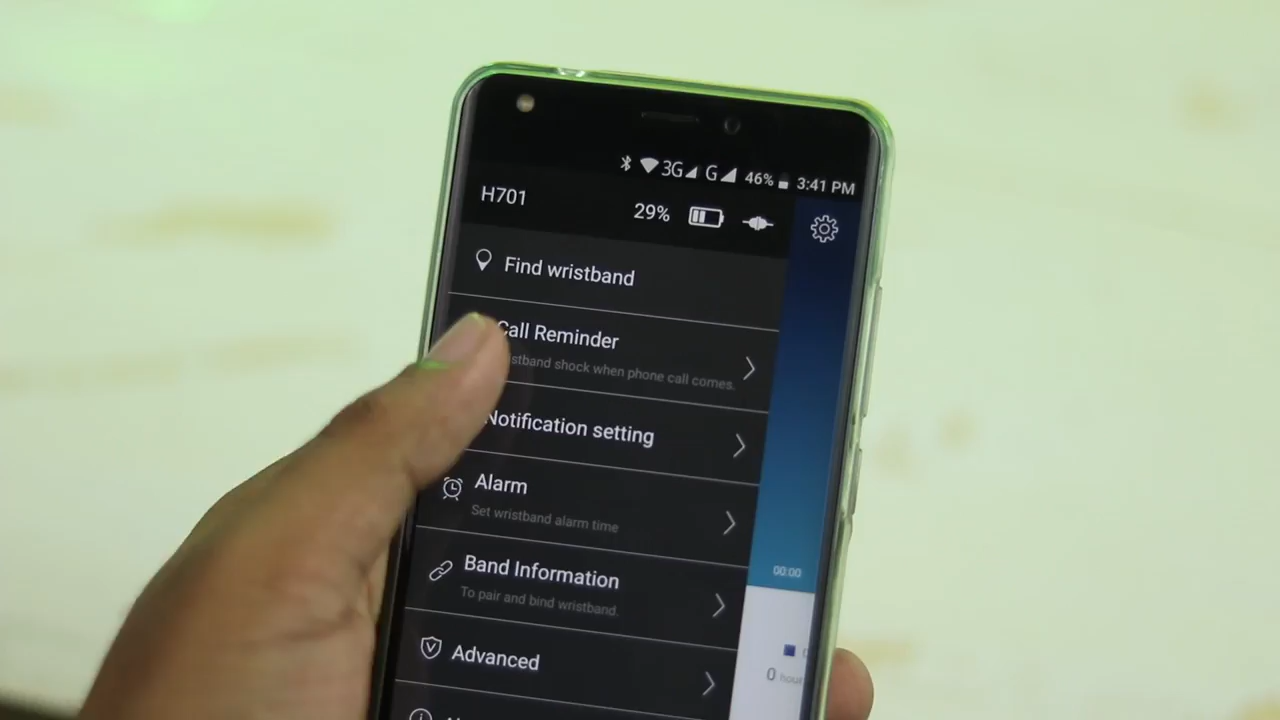 3G G 46% 3:41 PM
H701 29%
Find wristband
Call Reminder
shock when phone call comes.
Notification setting
Alarm
Set wristband alarm time
00:00
Band Information
To pair and bind wristband.
Advanced
0 hour